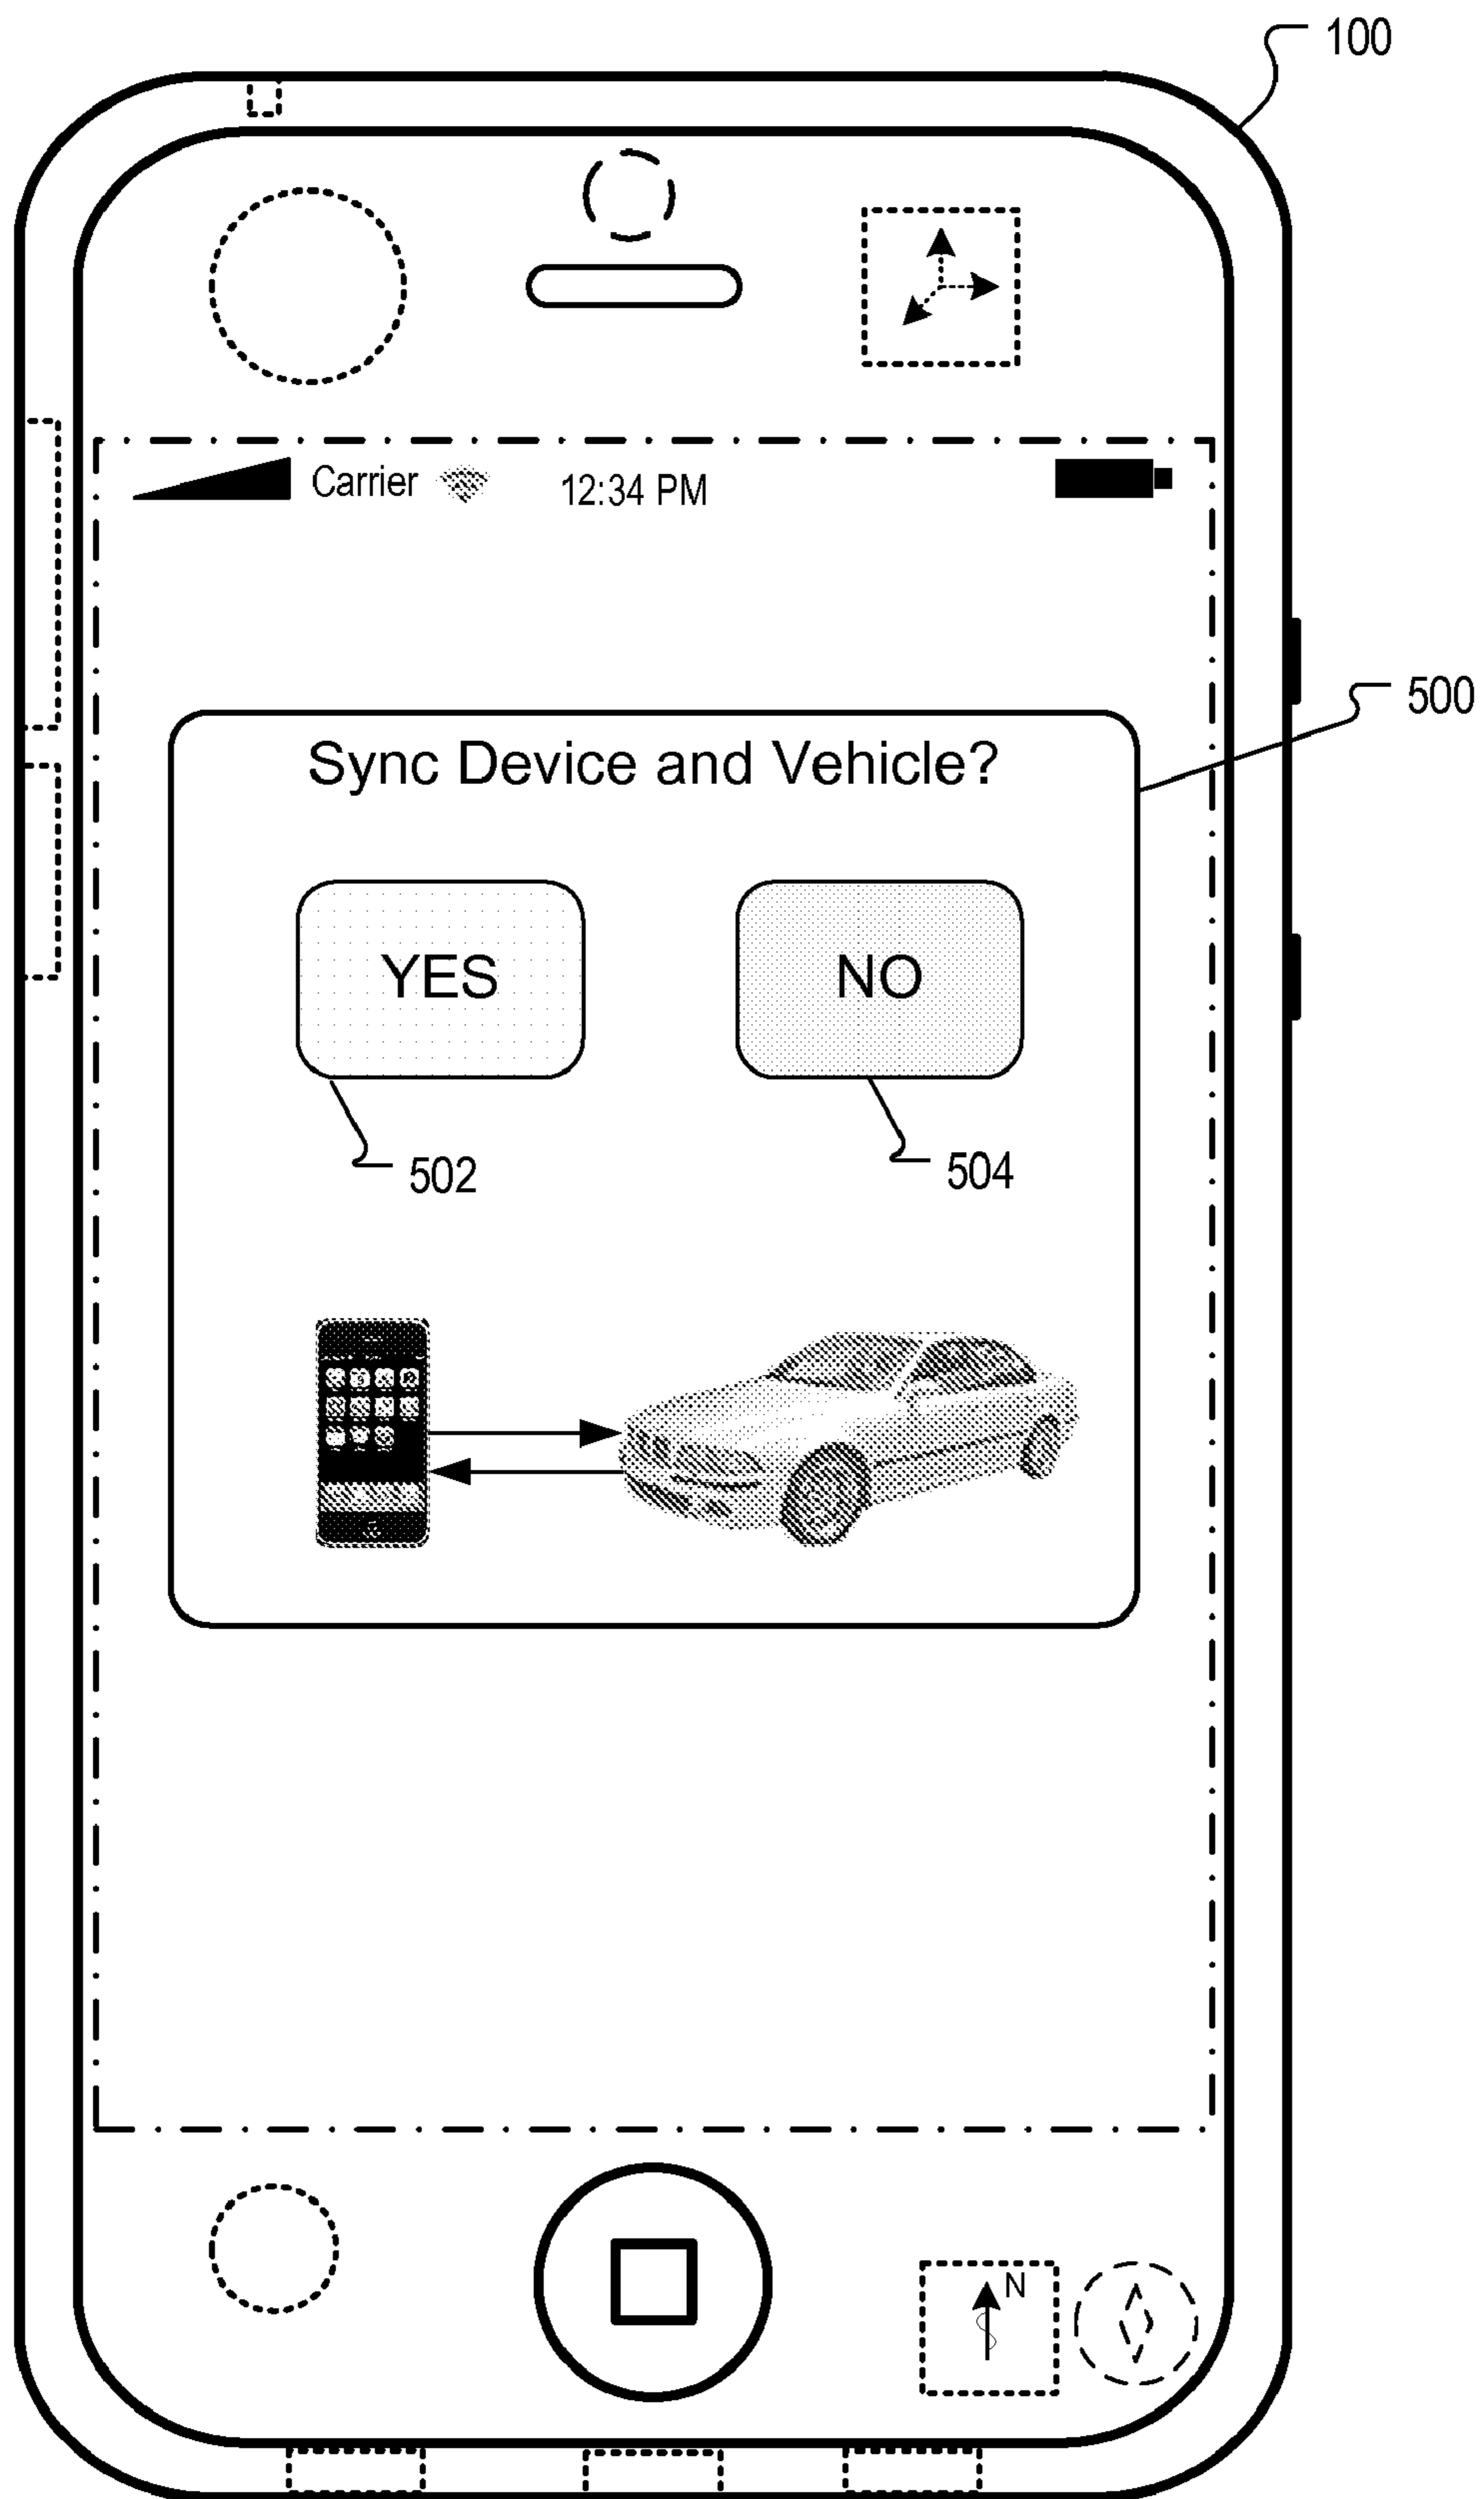 100
Carrier 12:34 PM
500
Sync Device and Vehicle?
YES NO
502 504
N